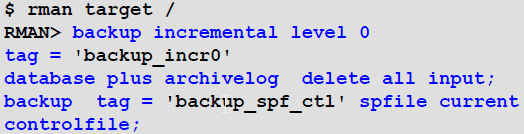 $ rman target /
RMAN> backup incremental level 0
tag = 'backup_incr0'
database plus archivelog  delete all input;
backup  tag = 'backup_spf_ctl' spfile current
controlfile;